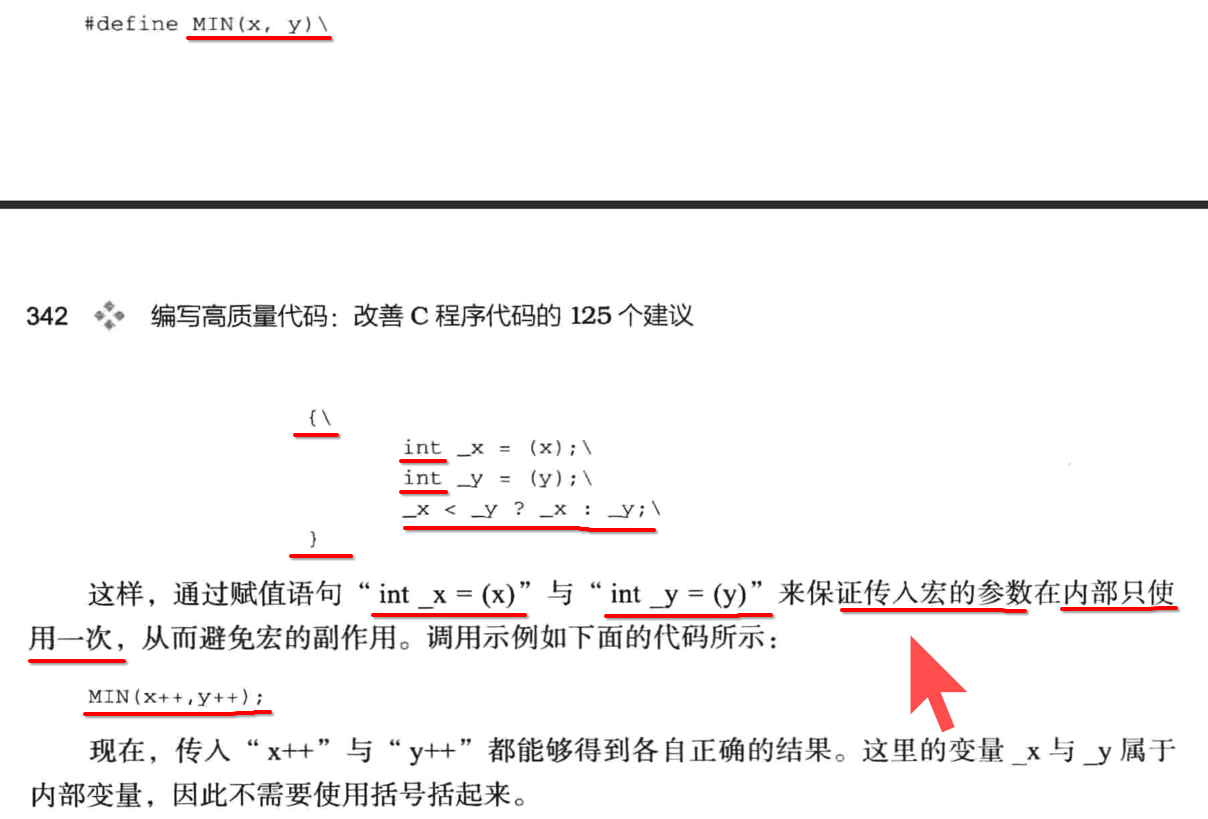 #define MIN(x, y)\
342 编写高质量代码：改善 C 程序代码的 125 个建议
{\
int _x = (x);\
int _y = (y);\
_x < _y ? _x : _y;\
}
这样，通过赋值语句“int _x = (x)”与“int _y = (y)”来保证传入宏的参数在内部只使
用一次，从而避免宏的副作用。调用示例如下面的代码所示：
MIN(x++,y++);
现在，传入“x++”与“y++”都能够得到各自正确的结果。这里的变量 _x 与 _y 属于
内部变量，因此不需要使用括号括起来。